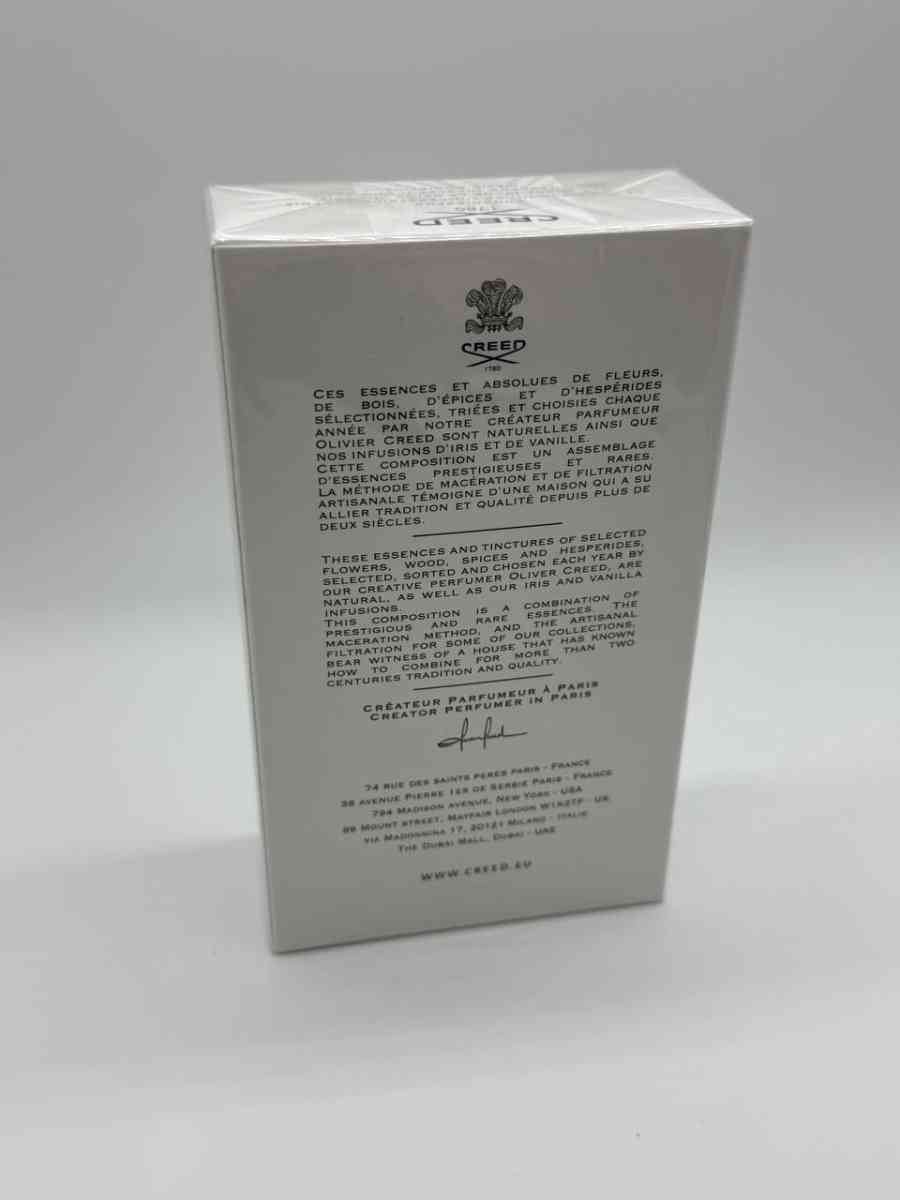 CREED
1760
CREED
1760
CES ESSENCES ET ABSOLUES DE FLEURS,
DE BOIS, D'ÉPICES ET D'HESPÉRIDES
SÉLECTIONNÉES, TRIÉES ET CHOISIES CHAQUE
ANNÉE PAR NOTRE CRÉATEUR PARFUMEUR
OLIVIER CREED SONT NATURELLES AINSI QUE
NOS INFUSIONS D'IRIS ET DE VANILLE.
CETTE COMPOSITION EST UN ASSEMBLAGE
D'ESSENCES PRESTIGIEUSES ET RARES.
LA MÉTHODE DE MACÉRATION ET DE FILTRATION
ARTISANALE TÉMOIGNE D'UNE MAISON QUI A SU
ALLIER TRADITION ET QUALITÉ DEPUIS PLUS DE
DEUX SIÈCLES.
THESE ESSENCES AND TINCTURES OF SELECTED
FLOWERS, WOOD, SPICES AND HESPERIDES,
SELECTED, SORTED AND CHOSEN EACH YEAR BY
OUR CREATIVE PERFUMER OLIVER CREED, ARE
NATURAL, AS WELL AS OUR IRIS AND VANILLA
INFUSIONS.
THIS COMPOSITION IS A COMBINATION OF
PRESTIGIOUS AND RARE ESSENCES. THE
MACERATION METHOD, AND THE ARTISANAL
FILTRATION FOR SOME OF OUR COLLECTIONS,
BEAR WITNESS OF A HOUSE THAT HAS KNOWN
HOW TO COMBINE FOR MORE THAN TWO
CENTURIES TRADITION AND QUALITY.
CRÉATEUR PARFUMEUR À PARIS
CREATOR PERFUMER IN PARIS
74 RUE DES SAINTS PERES PARIS - FRANCE
38 AVENUE PIERRE 1ER DE SERBIE PARIS - FRANCE
794 MADISON AVENUE, NEW YORK - USA
99 MOUNT STREET, MAYFAIR LONDON W1K2TF - UK
VIA MADONNINA 17, 20121 MILANO - ITALIE
THE DUBAI MALL, DUBAI - UAE
WWW.CREED.EU